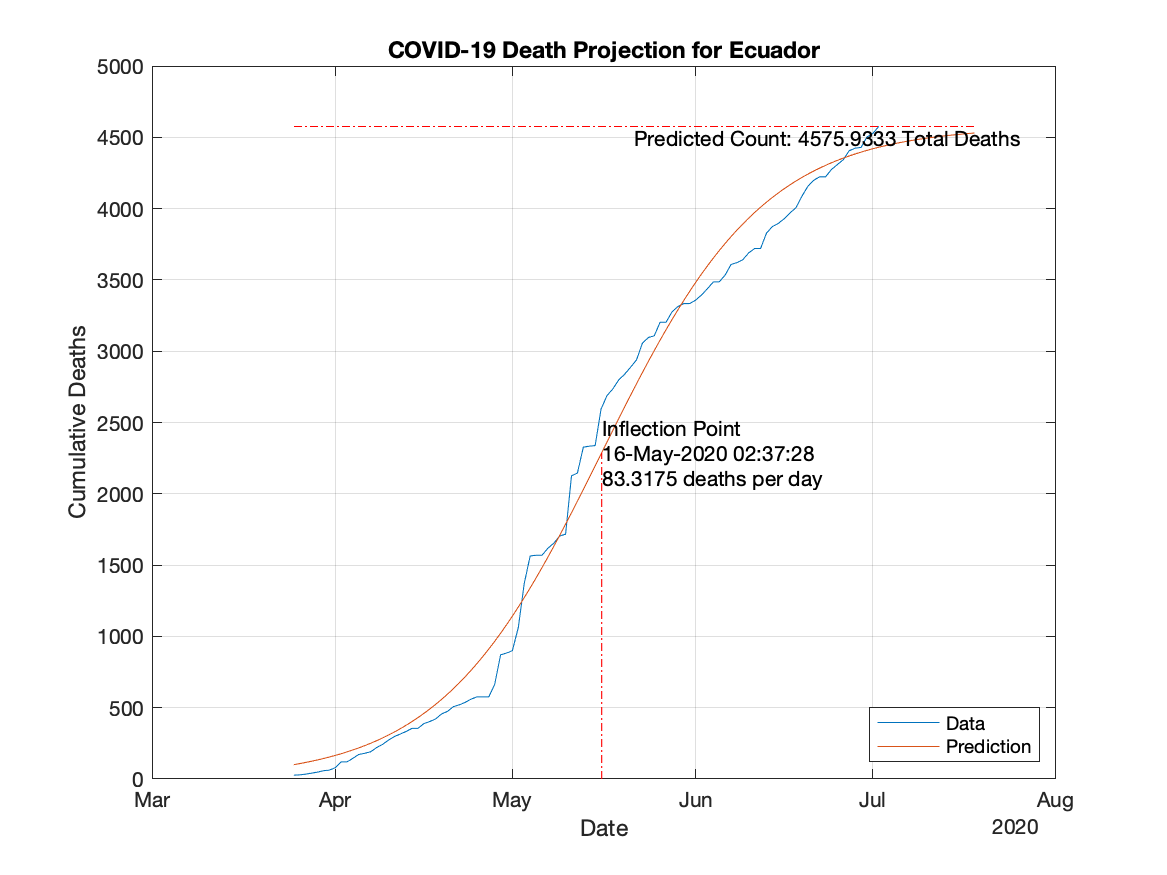 COVID-19 Death Projection for Ecuador
5000
4500
4000
3500
3000
2500
2000
1500
1000
500
0
Cumulative Deaths
Predicted Count: 4575.9333 Total Deaths
Inflection Point
16-May-2020 02:37:28
83.3175 deaths per day
Data
Prediction
Mar Apr May Jun Jul Aug
Date
2020